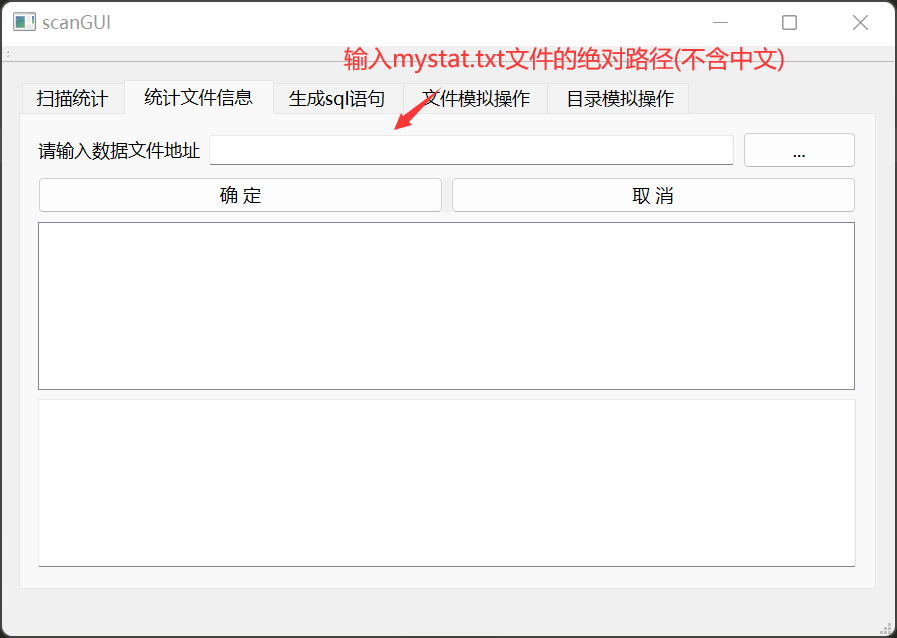 scanGUI
输入mystat.txt文件的绝对路径(不含中文)
扫描统计 统计文件信息 生成sql语句 文件模拟操作 目录模拟操作
请输入数据文件地址 ...
确 定 取 消